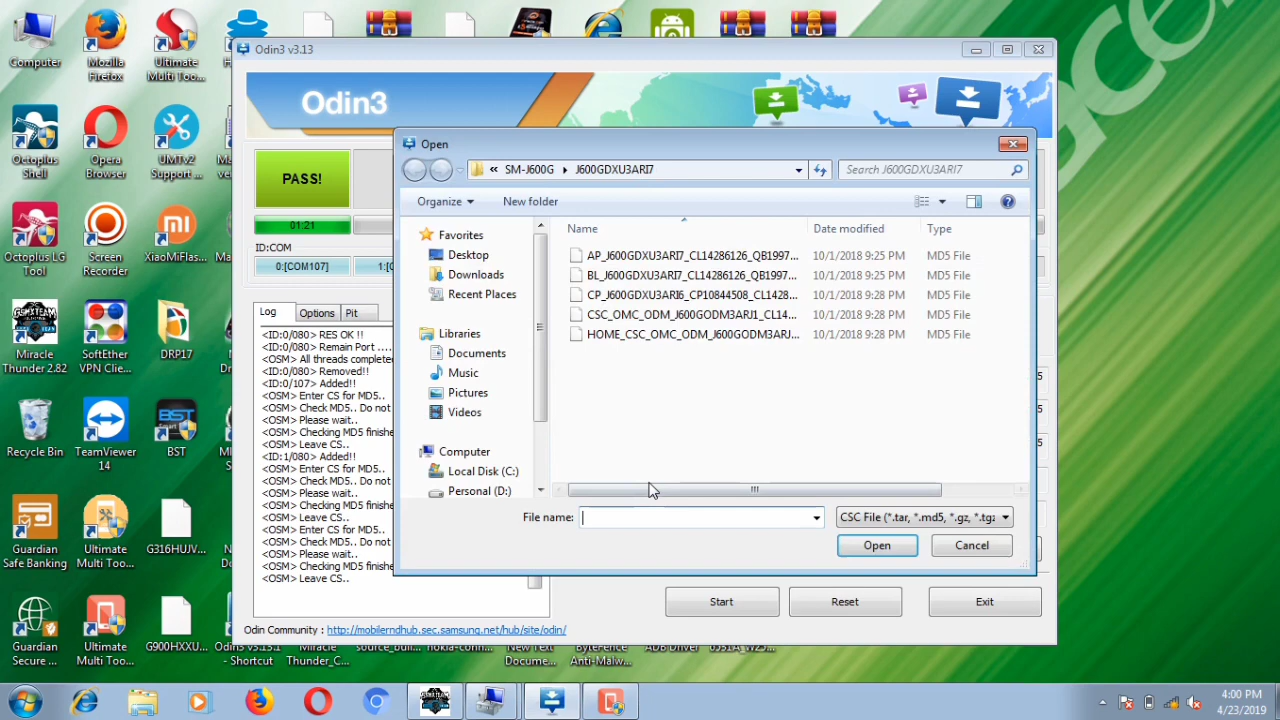 Computer
Mozilla
Firefox
Ultimate
Multi Too...
Octoplus
Shell
Opera
Browser
UMTv2
Support ...
Octoplus LG
Tool
Screen
Recorder
XiaoMiFlas...
Miracle
Thunder 2.82
SoftEther
VPN Clie...
DRP17
Recycle Bin
TeamViewer
14
BST
Guardian
Safe Banking
Ultimate
Multi Too...
G316HUJV...
Guardian
Secure ...
Ultimate
Multi Too...
G900HXXU...
Odin3 v3.13.1
- Shortcut
Miracle
Thunder_C...
New Text
Docume...
ByteFence
Anti-Malw...
Odin3 v3.13
Odin3
PASS!
01:21
ID:COM
0:[COM107]
Log
Options
Pit
<ID:0/080> RES OK !!
<ID:0/080> Remain Port ....
<OSM> All threads completed
<ID:0/080> Removed!!
<ID:0/107> Added!!
<OSM> Enter CS for MD5..
<OSM> Check MD5.. Do not
<OSM> Please wait..
<OSM> Checking MD5 finishe
<OSM> Leave CS..
<ID:1/080> Added!!
<OSM> Enter CS for MD5..
<OSM> Check MD5.. Do not
<OSM> Please wait..
<OSM> Checking MD5 finishe
<OSM> Leave CS..
<OSM> Enter CS for MD5..
<OSM> Check MD5.. Do not
<OSM> Please wait..
<OSM> Checking MD5 finishe
<OSM> Leave CS..
Open
« SM-J600G ▸ J600GDXU3ARI7
Search J600GDXU3ARI7
Organize
New folder
Favorites
Desktop
Downloads
Recent Places
Libraries
Documents
Music
Pictures
Videos
Computer
Local Disk (C:)
Personal (D:)
Name Date modified Type
AP_J600GDXU3ARI7_CL14286126_QB1997... 10/1/2018 9:25 PM MD5 File
BL_J600GDXU3ARI7_CL14286126_QB1997... 10/1/2018 9:25 PM MD5 File
CP_J600GDXU3ARI6_CP10844508_CL1428... 10/1/2018 9:28 PM MD5 File
CSC_OMC_ODM_J600GODM3ARJ1_CL14... 10/1/2018 9:28 PM MD5 File
HOME_CSC_OMC_ODM_J600GODM3ARJ... 10/1/2018 9:28 PM MD5 File
File name:
CSC File (*.tar, *.md5, *.gz, *.tgz
Open
Cancel
Start
Reset
Exit
Odin Community : http://mobilerndhub.sec.samsung.net/hub/site/odin/
4:00 PM
4/23/2019